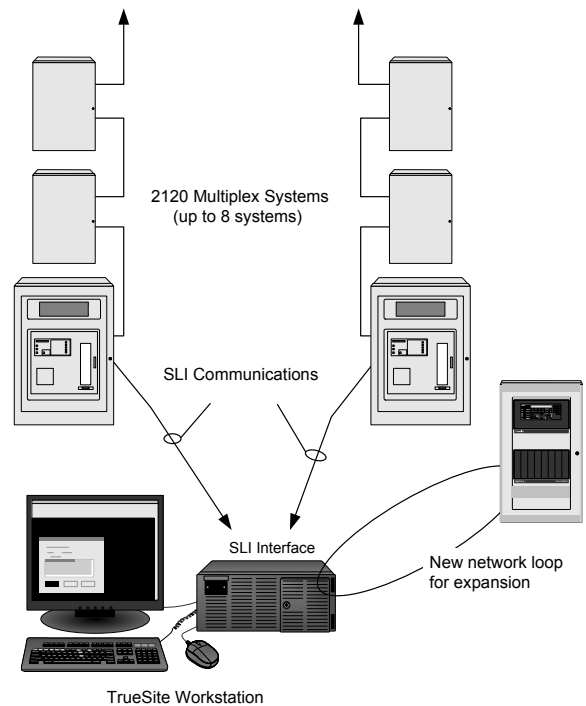 2120 Multiplex Systems
(up to 8 systems)
SLI Communications
SLI Interface
New network loop
for expansion
TrueSite Workstation